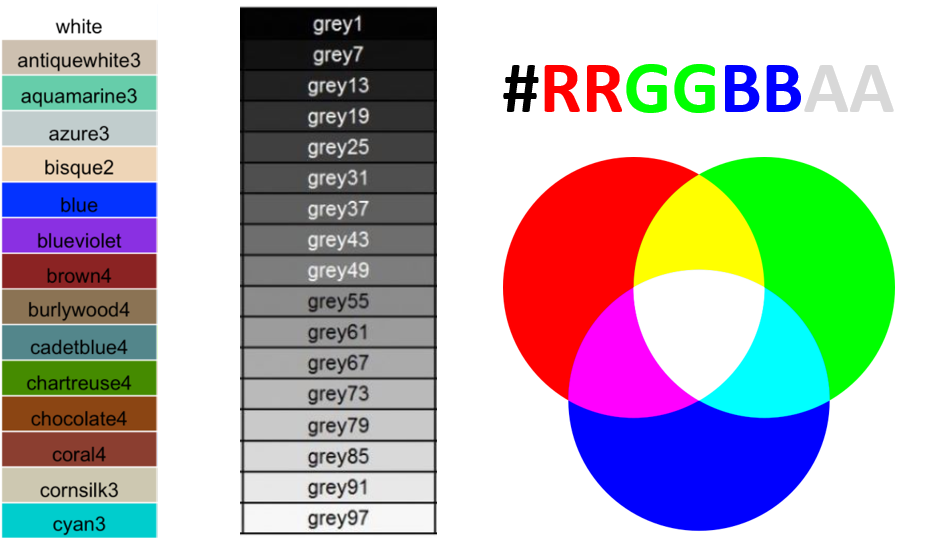 white
antiquewhite3
aquamarine3
azure3
bisque2
blue
blueviolet
brown4
burlywood4
cadetblue4
chartreuse4
chocolate4
coral4
cornsilk3
cyan3
grey1
grey7
grey13
grey19
grey25
grey31
grey37
grey43
grey49
grey55
grey61
grey67
grey73
grey79
grey85
grey91
grey97
#RRGGBBAA